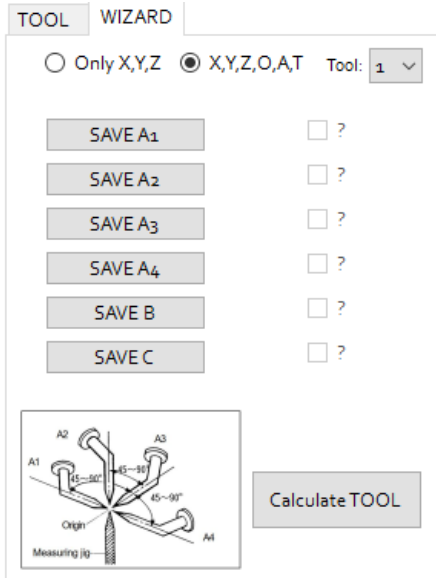 TOOL WIZARD
Only X,Y,Z X,Y,Z,O,A,T Tool: 1
SAVE A1 ?
SAVE A2 ?
SAVE A3 ?
SAVE A4 ?
SAVE B ?
SAVE C ?
A2 A3
A1
45~90° 45~90°
45~90°
Origin
A4
Measuring jig
Calculate TOOL